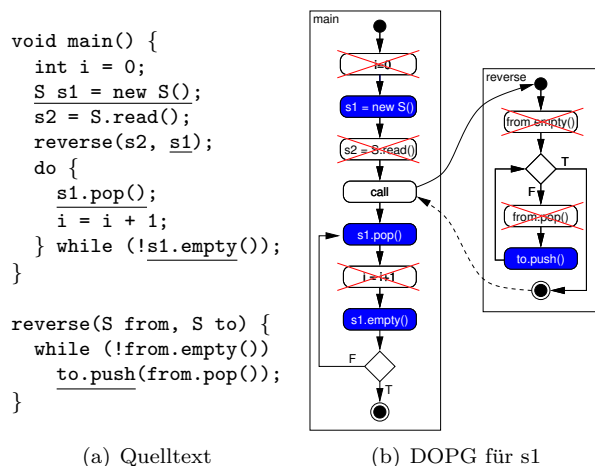 void main() {
int i = 0;
S s1 = new S();
s2 = S.read();
reverse(s2, s1);
do {
s1.pop();
i = i + 1;
} while (!s1.empty());
}
reverse(S from, S to) {
while (!from.empty())
to.push(from.pop());
}
(a) Quelltext
main
i=0
s1 = new S()
s2 = S.read()
call
s1.pop()
i = i+1
s1.empty()
F
T
reverse
from.empty()
T
F
from.pop()
to.push()
(b) DOPG für s1